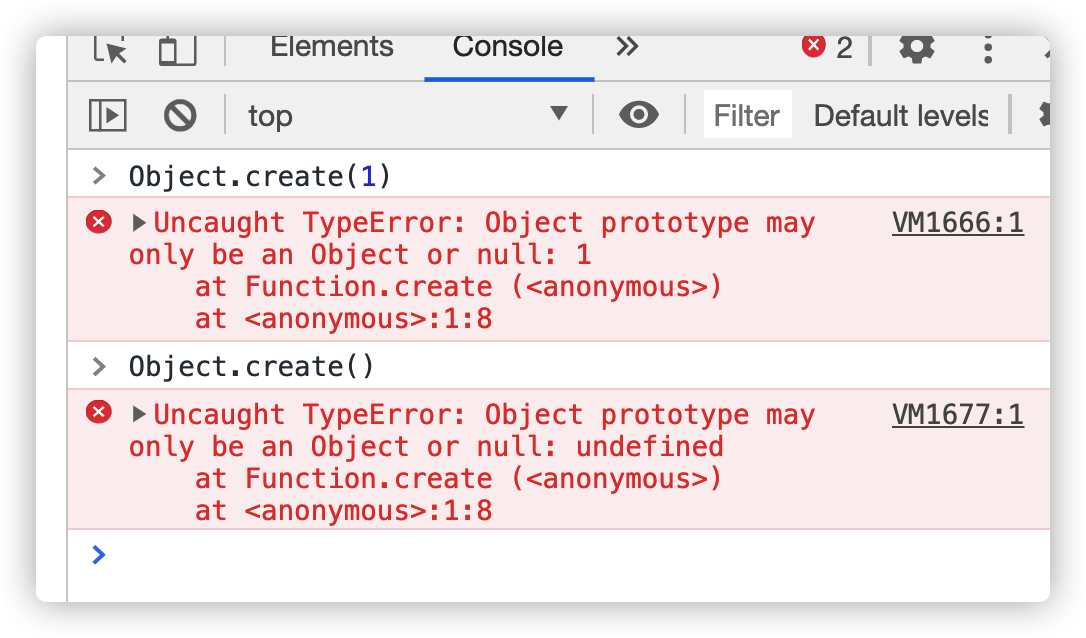 Elements Console 2
top Filter Default levels
Object.create(1)
Uncaught TypeError: Object prototype may VM1666:1
only be an Object or null: 1
at Function.create (<anonymous>)
at <anonymous>:1:8
Object.create()
Uncaught TypeError: Object prototype may VM1677:1
only be an Object or null: undefined
at Function.create (<anonymous>)
at <anonymous>:1:8